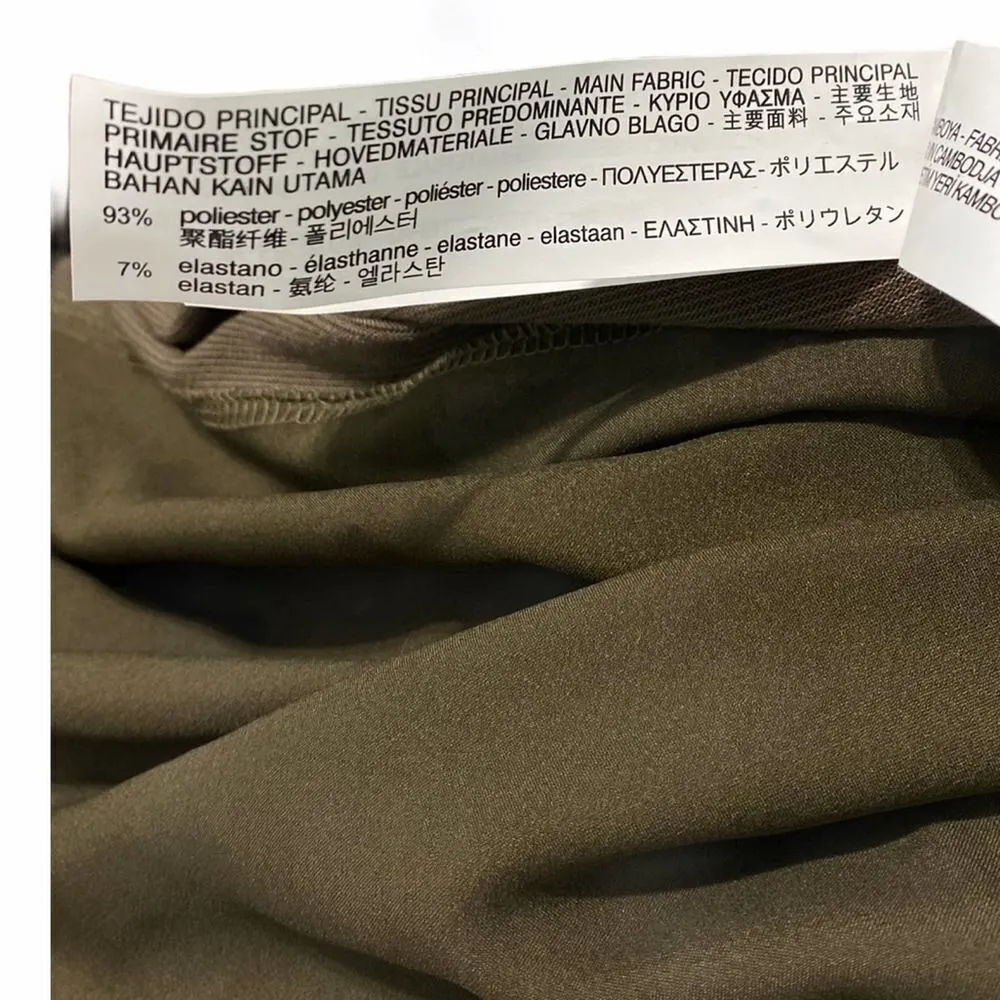 TEJIDO PRINCIPAL - TISSU PRINCIPAL - MAIN FABRIC - TECIDO PRINCIPAL
PRIMAIRE STOF - TESSUTO PREDOMINANTE - ΚΥΡΙΟ ΥΦΑΣΜΑ - 主要生地
HAUPTSTOFF - HOVEDMATERIALE - GLAVNO BLAGO - 主要面料 - 주요소재
BAHAN KAIN UTAMA
93% poliester - polyester - poliéster - poliestere - ΠΟΛΥΕΣΤΕΡΑΣ - ポリエステル
聚酯纤维 - 폴리에스터
7% elastano - élasthanne - elastane - elastaan - ΕΛΑΣΤΙΝΗ - ポリウレタン
elastan - 氨纶 - 엘라스탄
CAMBODJA